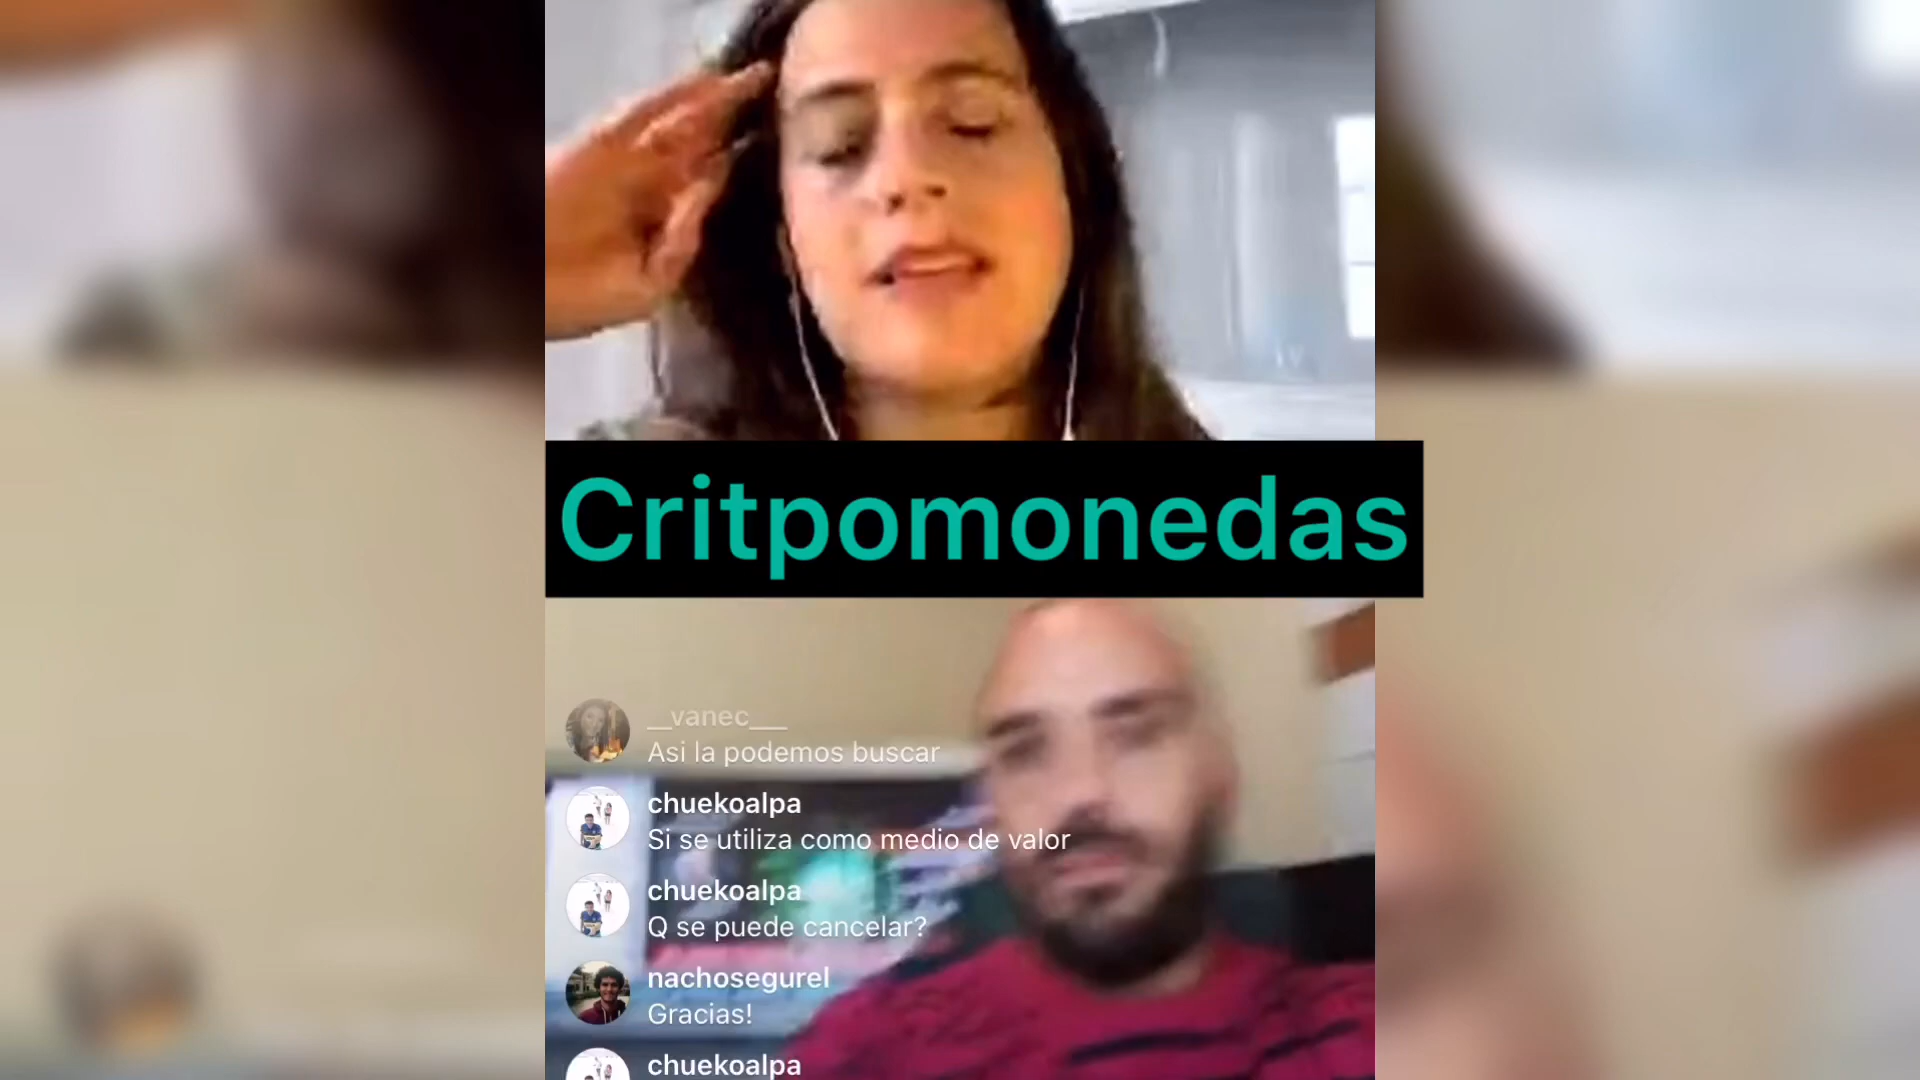 Critpomonedas
__vanec___
Asi la podemos buscar
chuekoalpa
Si se utiliza como medio de valor
chuekoalpa
Q se puede cancelar?
nachosegurel
Gracias!
chuekoalpa